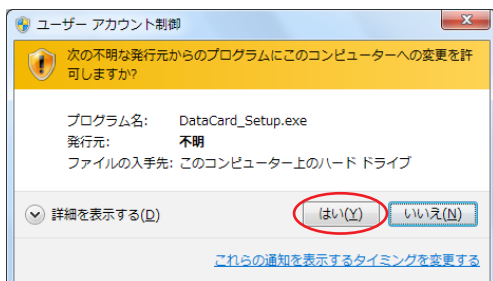 ユーザー アカウント制御
次の不明な発行元からのプログラムにこのコンピューターへの変更を許
可しますか?
プログラム名: DataCard_Setup.exe
発行元: 不明
ファイルの入手先: このコンピューター上のハード ドライブ
詳細を表示する(D)
はい(Y)
いいえ(N)
これらの通知を表示するタイミングを変更する